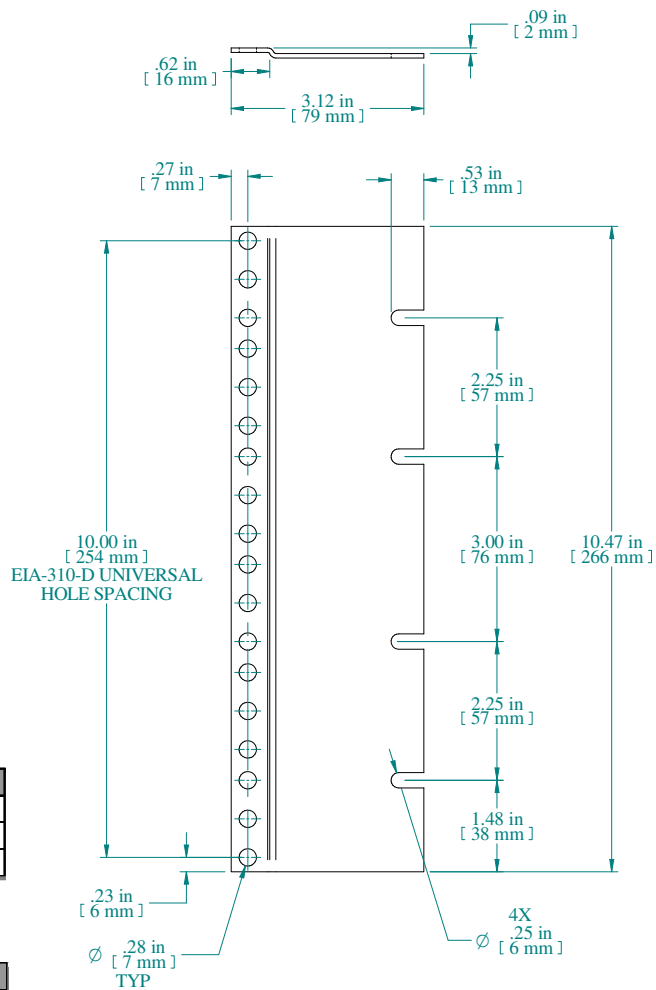 .09 in
[ 2 mm ]
.62 in
[ 16 mm ]
3.12 in
[ 79 mm ]
.27 in
[ 7 mm ]
.53 in
[ 13 mm ]
2.25 in
[ 57 mm ]
10.00 in
[ 254 mm ]
EIA-310-D UNIVERSAL
HOLE SPACING
3.00 in
[ 76 mm ]
10.47 in
[ 266 mm ]
2.25 in
[ 57 mm ]
1.48 in
[ 38 mm ]
.23 in
[ 6 mm ]
4X
∅ .25 in
[ 6 mm ]
∅ .28 in
[ 7 mm ]
TYP